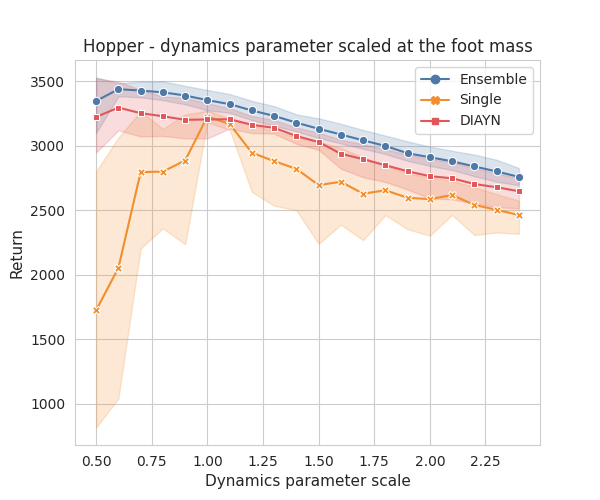 Hopper - dynamics parameter scaled at the foot mass
Ensemble
Single
DIAYN
Return
3500
3000
2500
2000
1500
1000
0.50 0.75 1.00 1.25 1.50 1.75 2.00 2.25
Dynamics parameter scale